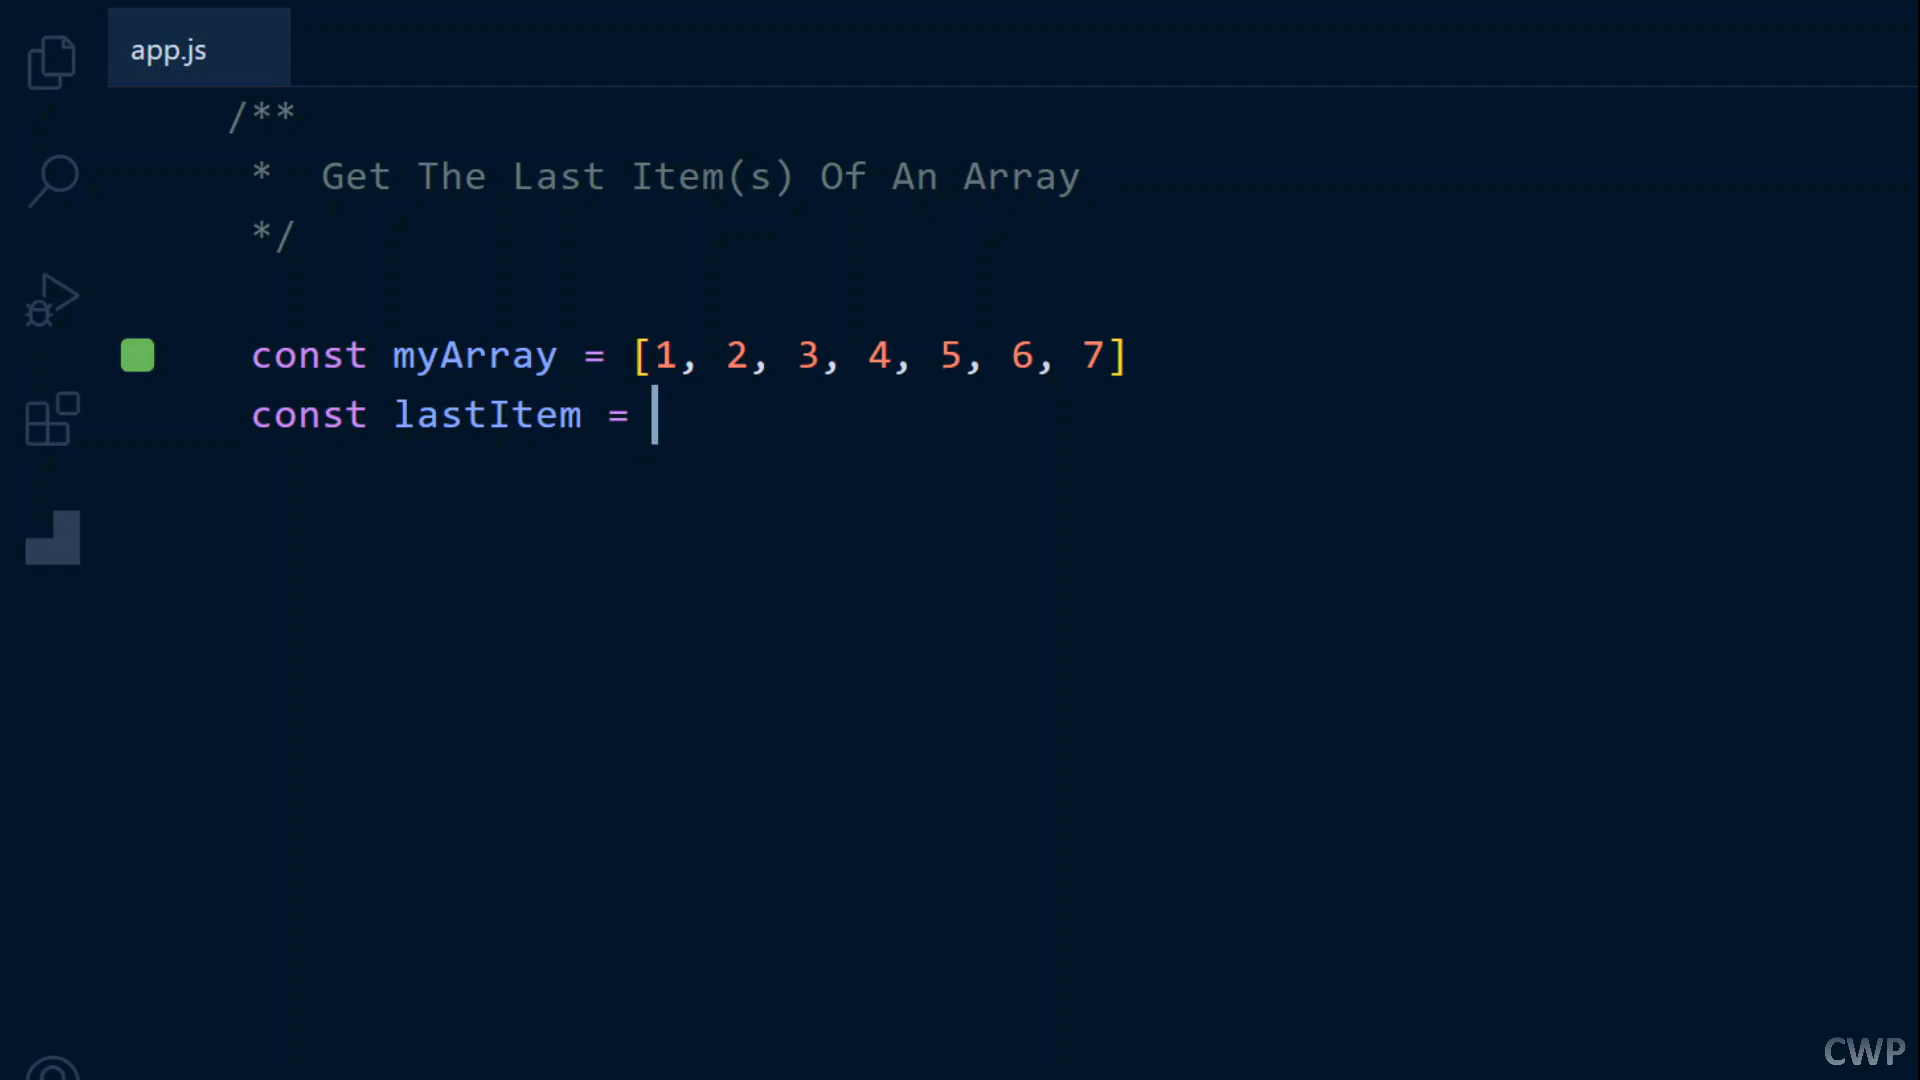 app.js
/**
* Get The Last Item(s) Of An Array
*/
const myArray = [1, 2, 3, 4, 5, 6, 7]
const lastItem =
CWP